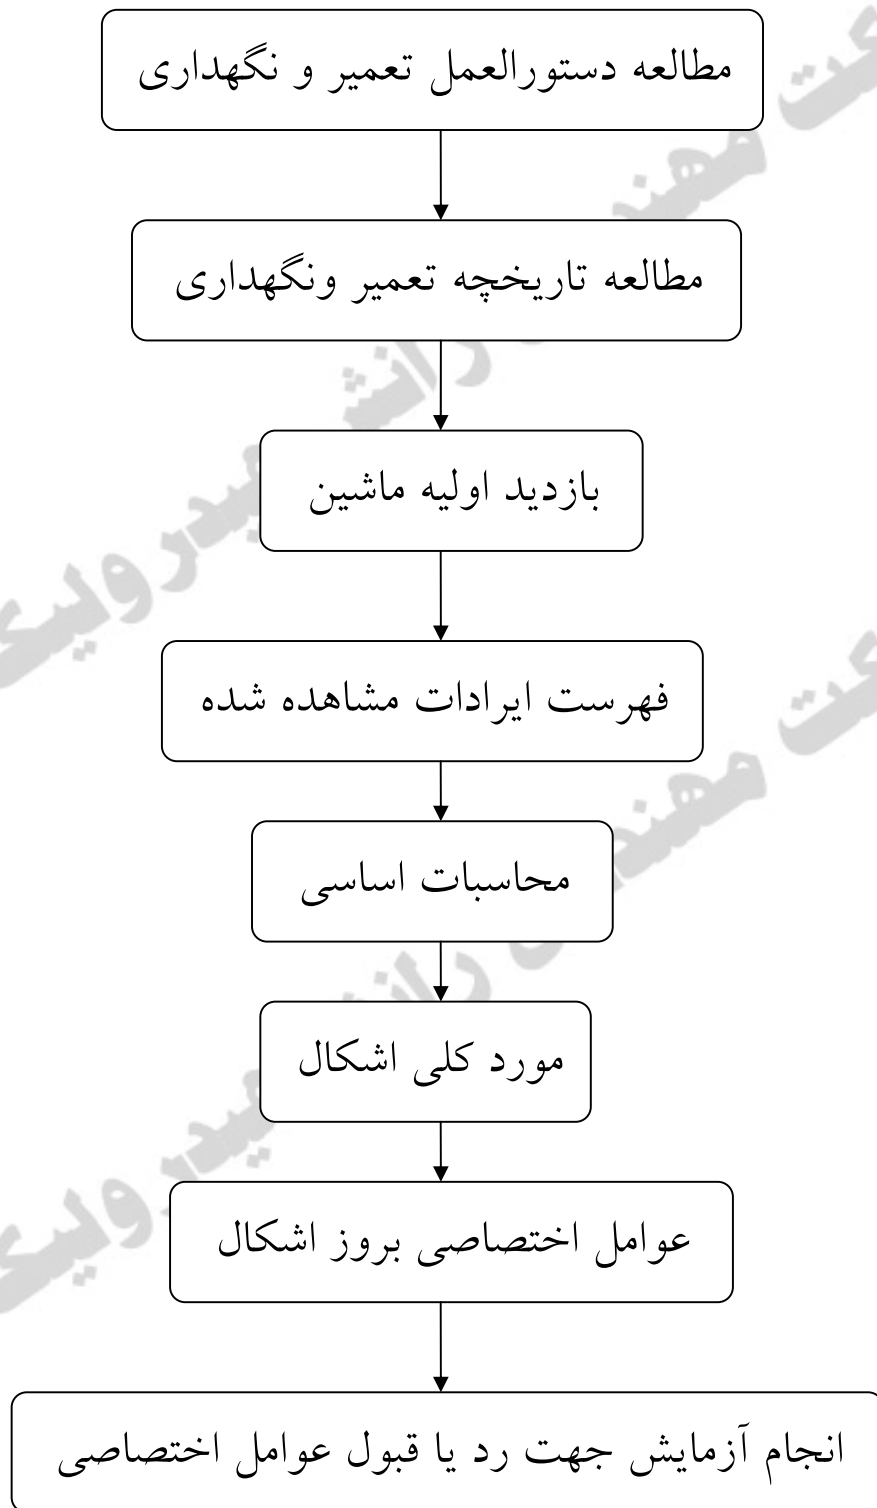 مطالعه دستورالعمل تعمیر و نگهداری
مطالعه تاریخچه تعمیر ونگهداری
بازدید اولیه ماشین
فهرست ایرادات مشاهده شده
محاسبات اساسی
مورد کلی اشکال
عوامل اختصاصی بروز اشکال
انجام آزمایش جهت رد یا قبول عوامل اختصاصی